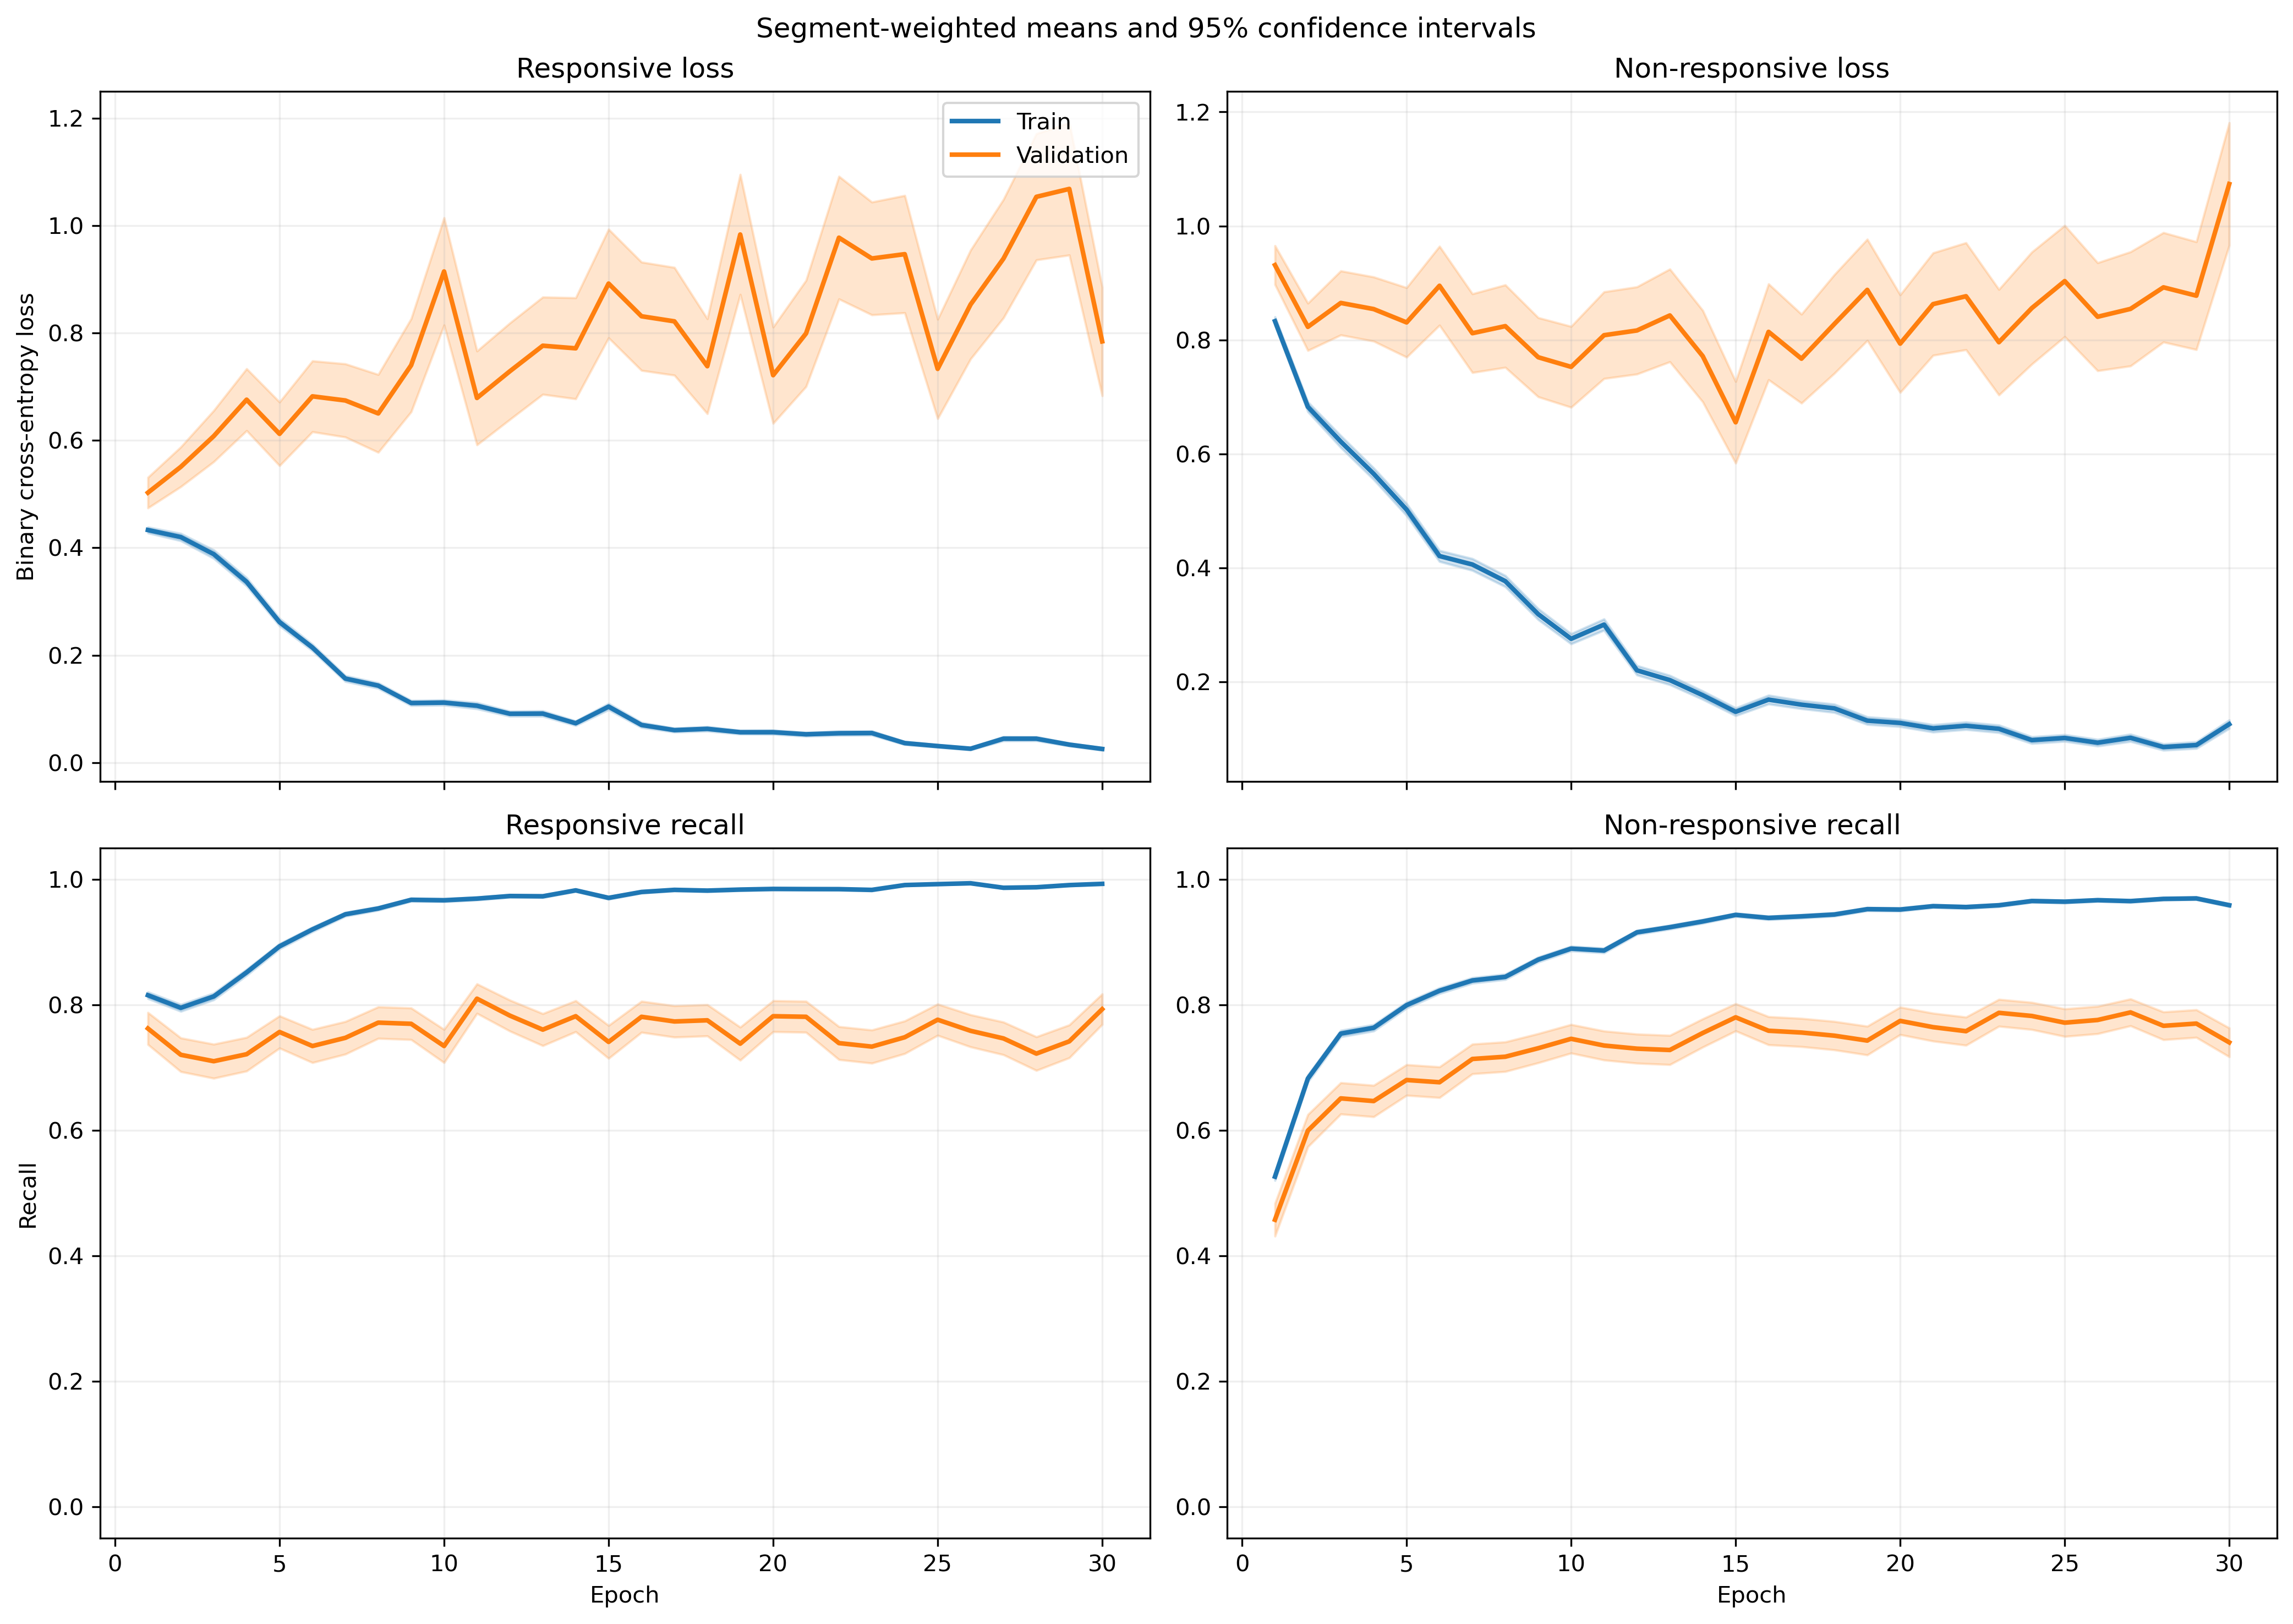 Segment-weighted means and 95% confidence intervals
Responsive loss
Non-responsive loss
Train
Validation
Binary cross-entropy loss
1.2
1.0
0.8
0.6
0.4
0.2
0.0
1.2
1.0
0.8
0.6
0.4
0.2
Responsive recall
Non-responsive recall
Recall
1.0
0.8
0.6
0.4
0.2
0.0
0 5 10 15 20 25 30
Epoch
1.0
0.8
0.6
0.4
0.2
0.0
0 5 10 15 20 25 30
Epoch